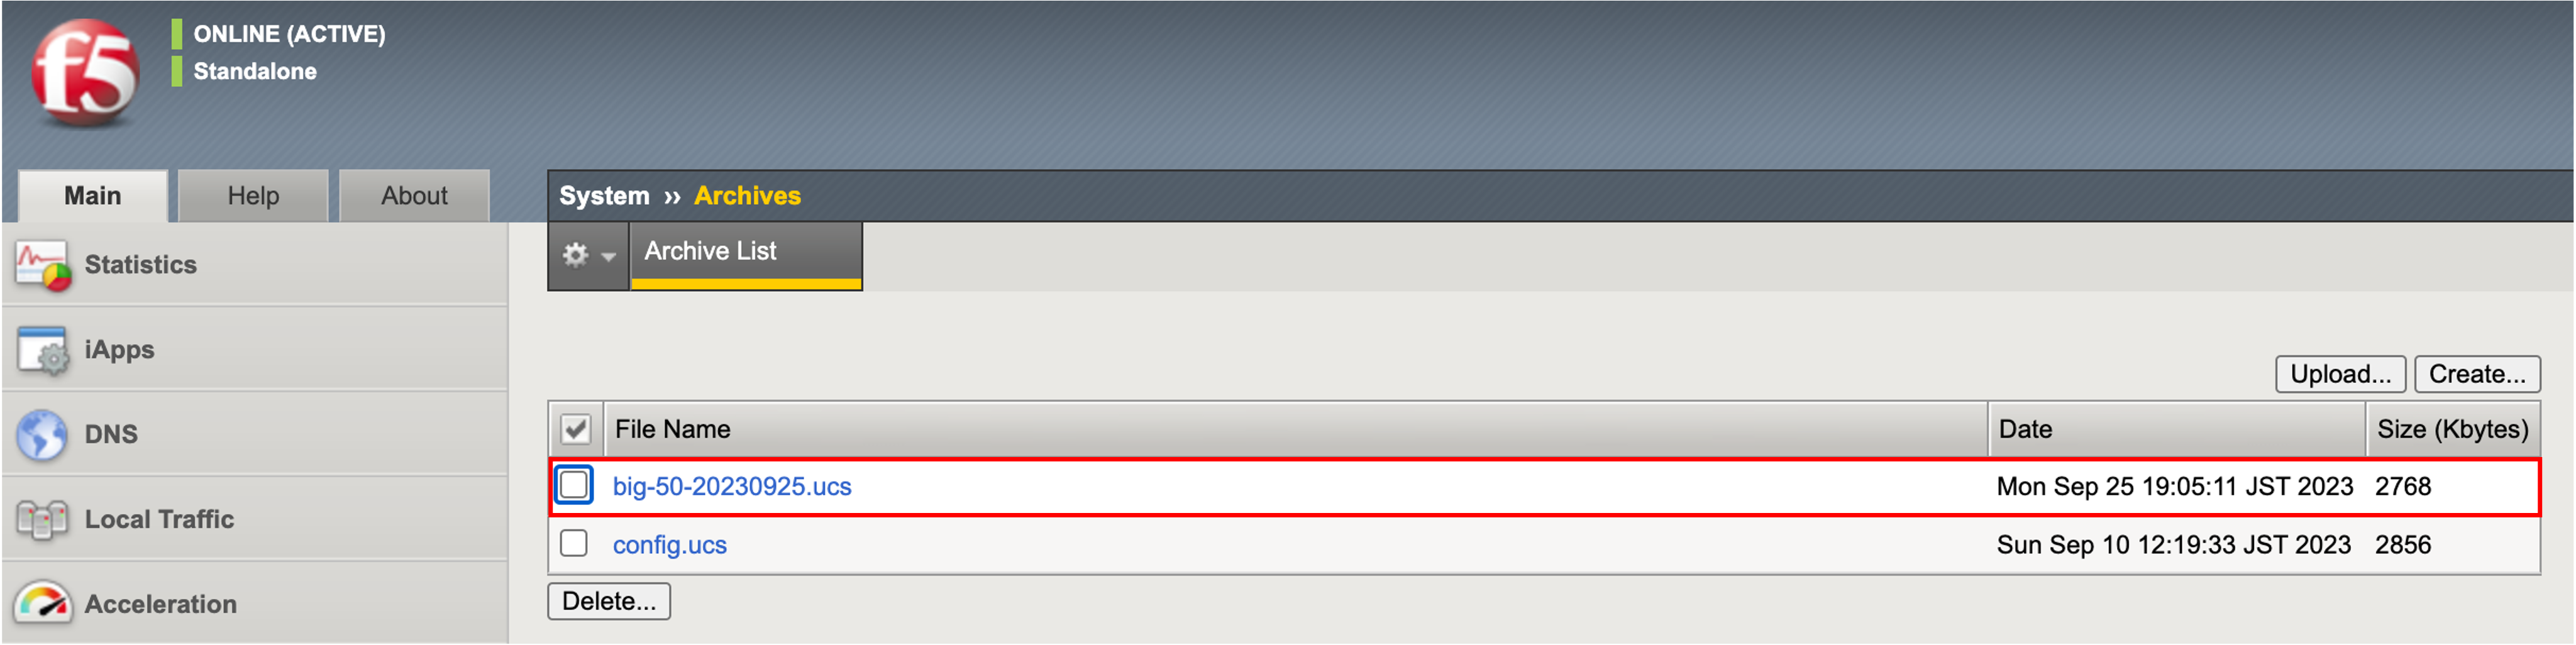 f5
ONLINE (ACTIVE)
Standalone
Main Help About
System ›› Archives
Archive List
Statistics
iApps
DNS
Local Traffic
Acceleration
Upload... Create...
File Name Date Size (Kbytes)
big-50-20230925.ucs Mon Sep 25 19:05:11 JST 2023 2768
config.ucs Sun Sep 10 12:19:33 JST 2023 2856
Delete...